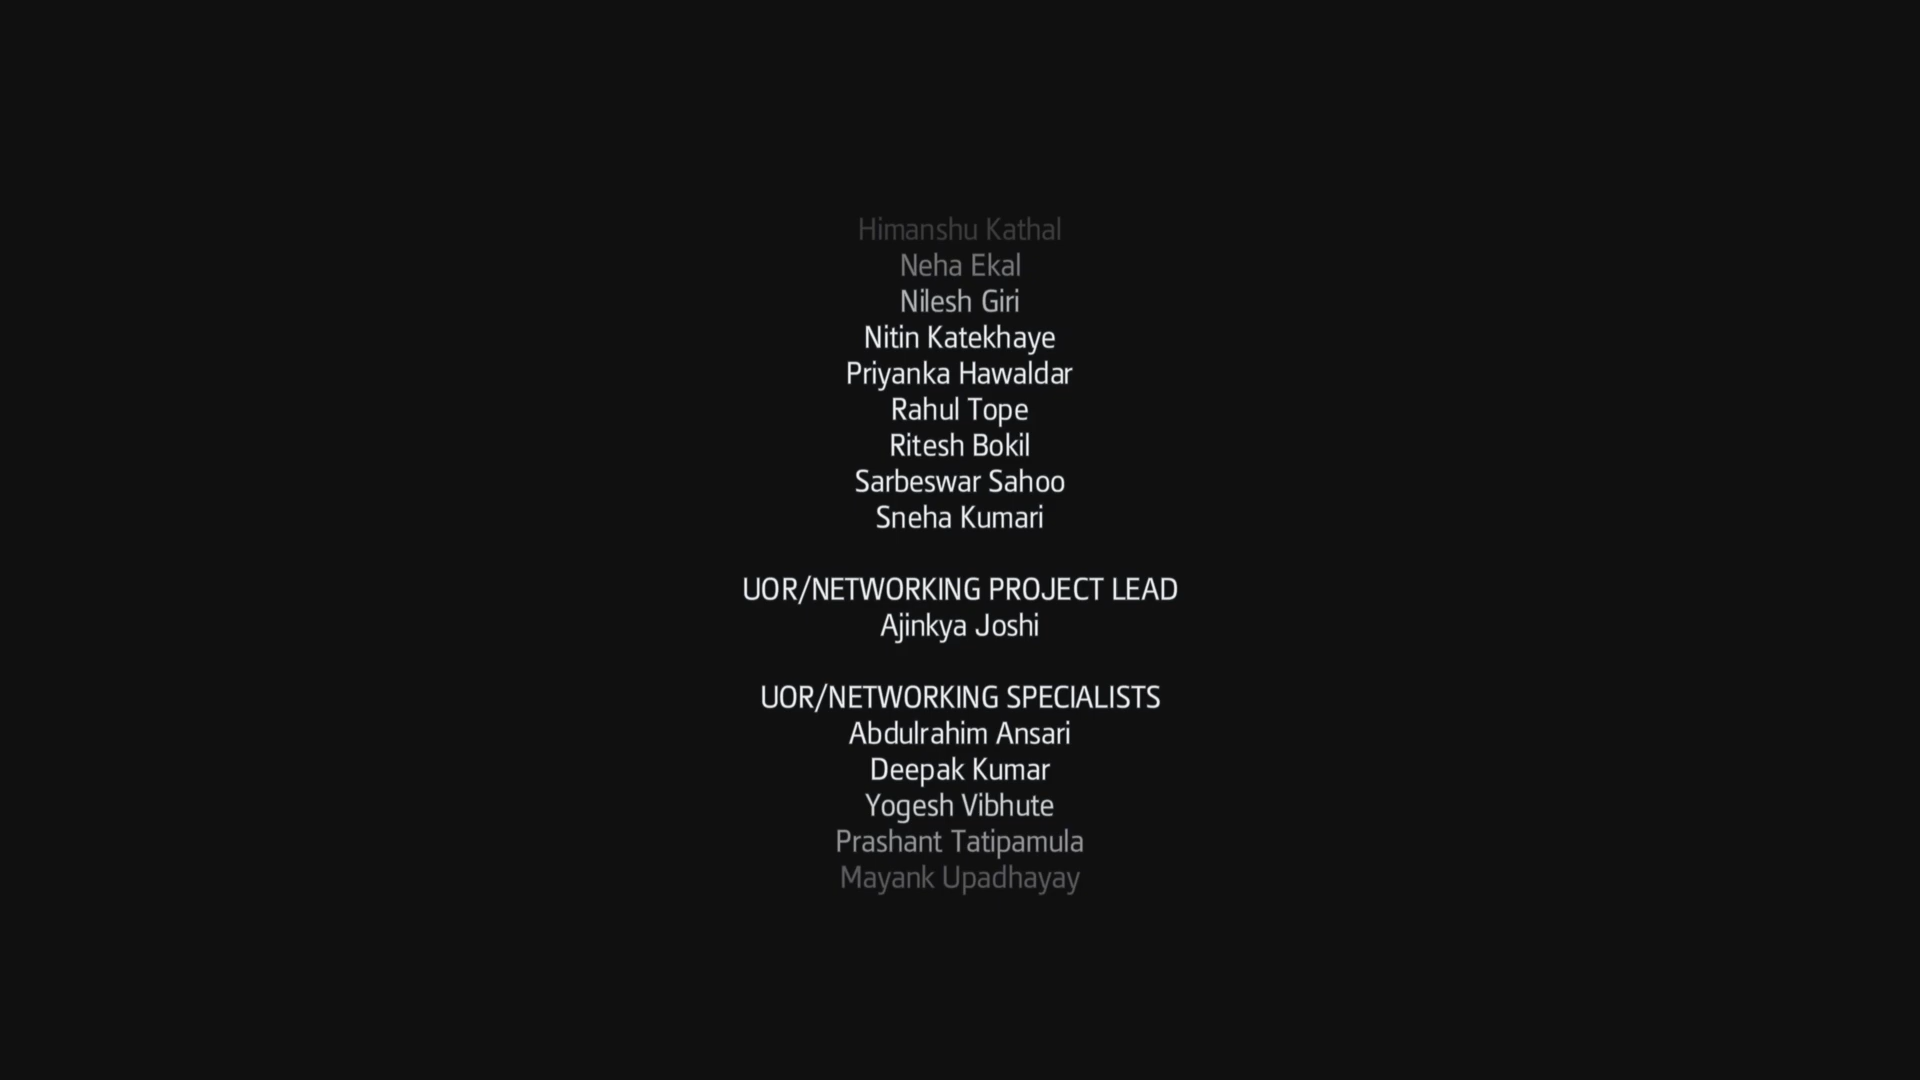 Himanshu Kathal
Neha Ekal
Nilesh Giri
Nitin Katekhaye
Priyanka Hawaldar
Rahul Tope
Ritesh Bokil
Sarbeswar Sahoo
Sneha Kumari
UOR/NETWORKING PROJECT LEAD
Ajinkya Joshi
UOR/NETWORKING SPECIALISTS
Abdulrahim Ansari
Deepak Kumar
Yogesh Vibhute
Prashant Tatipamula
Mayank Upadhayay